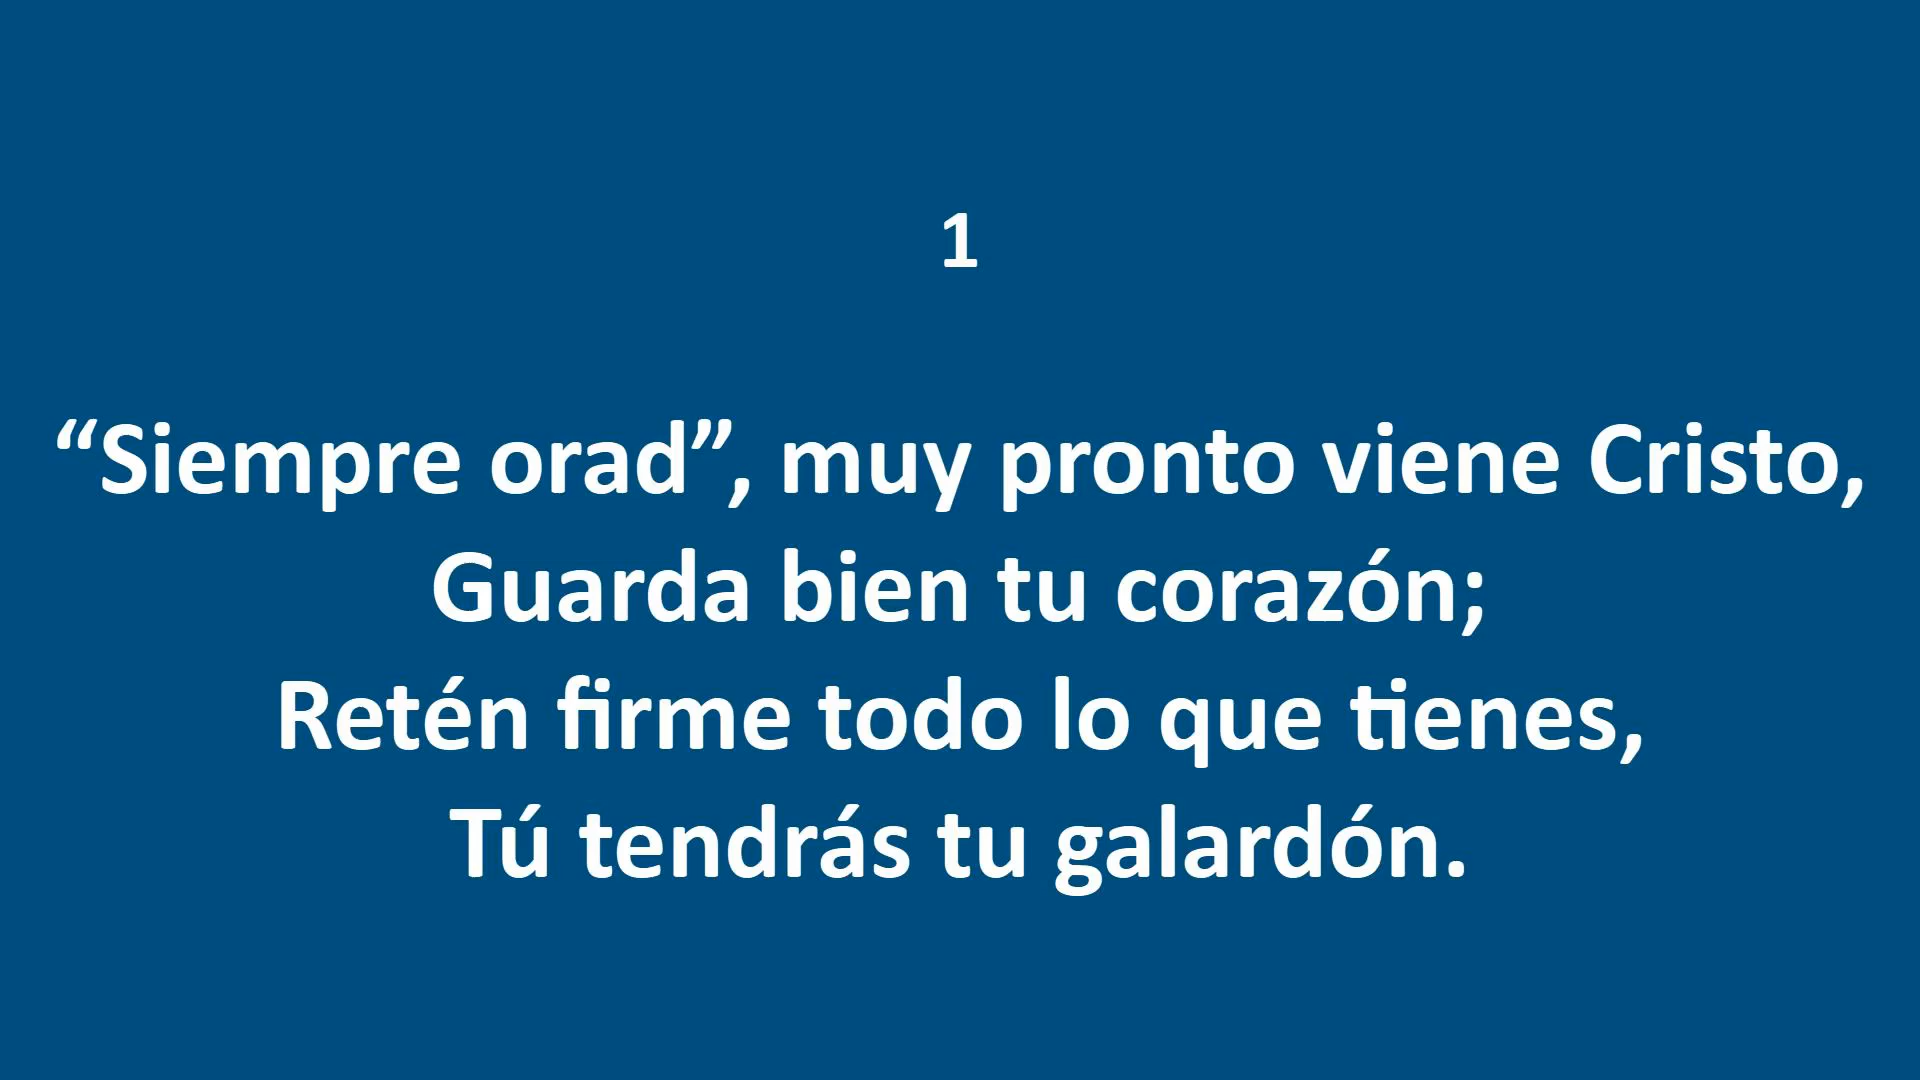 1
“Siempre orad”, muy pronto viene Cristo,
Guarda bien tu corazón;
Retén firme todo lo que tienes,
Tú tendrás tu galardón.